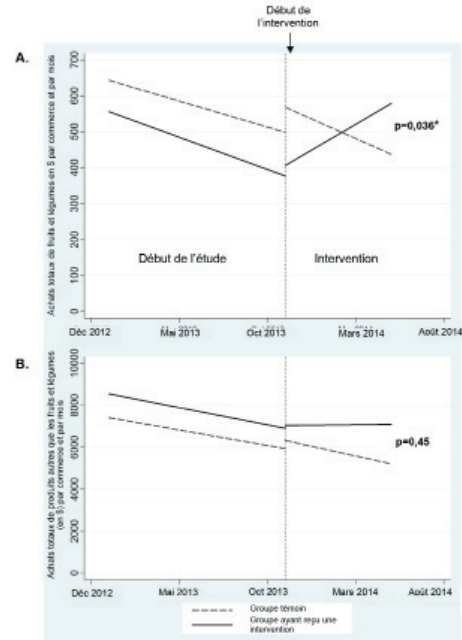 Début de
l'intervention
A.
Achats totaux de fruits et légumes en $ par commerce et par mois
700
600
500
400
300
200
100
0
p=0,036*
Début de l'étude
Intervention
Déc 2012
Mai 2013
Oct 2013
Mars 2014
Août 2014
B.
Achats totaux de produits autres que les fruits et légumes
(en $) par commerce et par mois
10000
8000
6000
4000
2000
0
p=0,45
Déc 2012
Mai 2013
Oct 2013
Mars 2014
Août 2014
Groupe témoin
Groupe ayant reçu une
intervention